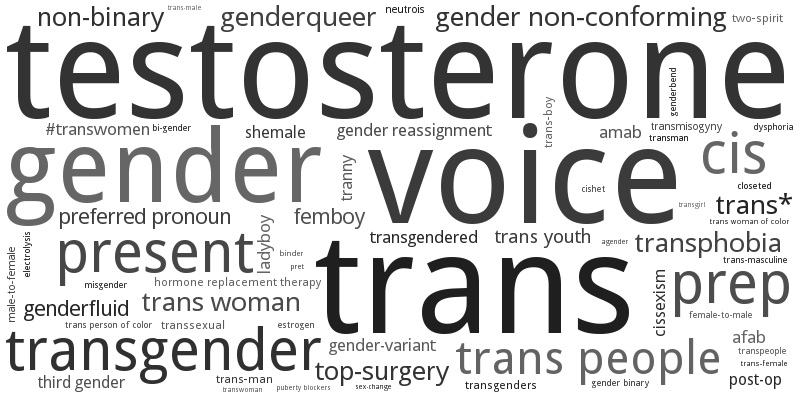 trans-male
non-binary
genderqueer
neutrois
gender non-conforming
two-spirit
testosterone
genderbend
#transwomen
bi-gender
shemale
gender reassignment
trans-boy
amab
transmisogyny
dysphoria
transman
gender
voice
cis
tranny
cishet
closeted
preferred pronoun
femboy
transgirl
trans*
trans woman of color
ladyboy
electrolysis
present
transgendered
trans youth
agender
transphobia
male-to-female
binder
pret
trans
trans-masculine
misgender
hormone replacement therapy
cissexism
prep
genderfluid
trans woman
female-to-male
trans person of color
transsexual
estrogen
transgender
gender-variant
trans people
afab
transpeople
trans-female
third gender
trans-man
top-surgery
transgenders
gender binary
post-op
transwoman
puberty blockers
sex-change